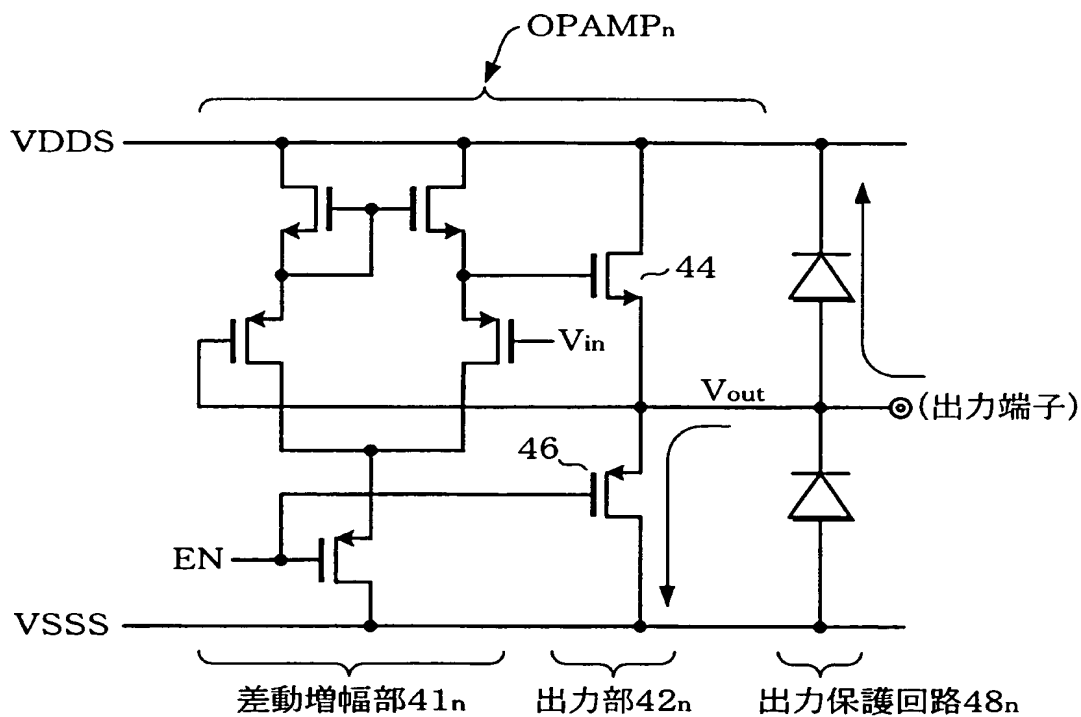 OPAMPn
VDDS
44
Vin
Vout
(出力端子)
46
EN
VSSS
差動増幅部41n
出力部42n
出力保護回路48n